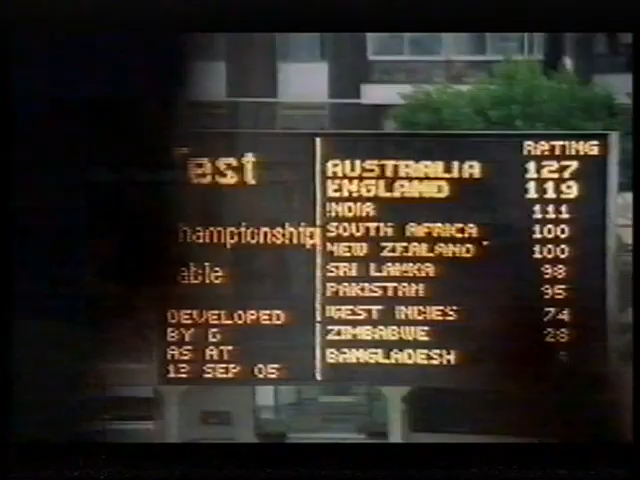 est
hampionship
able
DEVELOPED
BY G
AS AT
13 SEP 05
RATING
AUSTRALIA 127
ENGLAND 119
INDIA 111
SOUTH AFRICA 100
NEW ZEALAND 100
SRI LANKA 98
PAKISTAN 95
WEST INDIES 74
ZIMBABWE 28
BANGLADESH